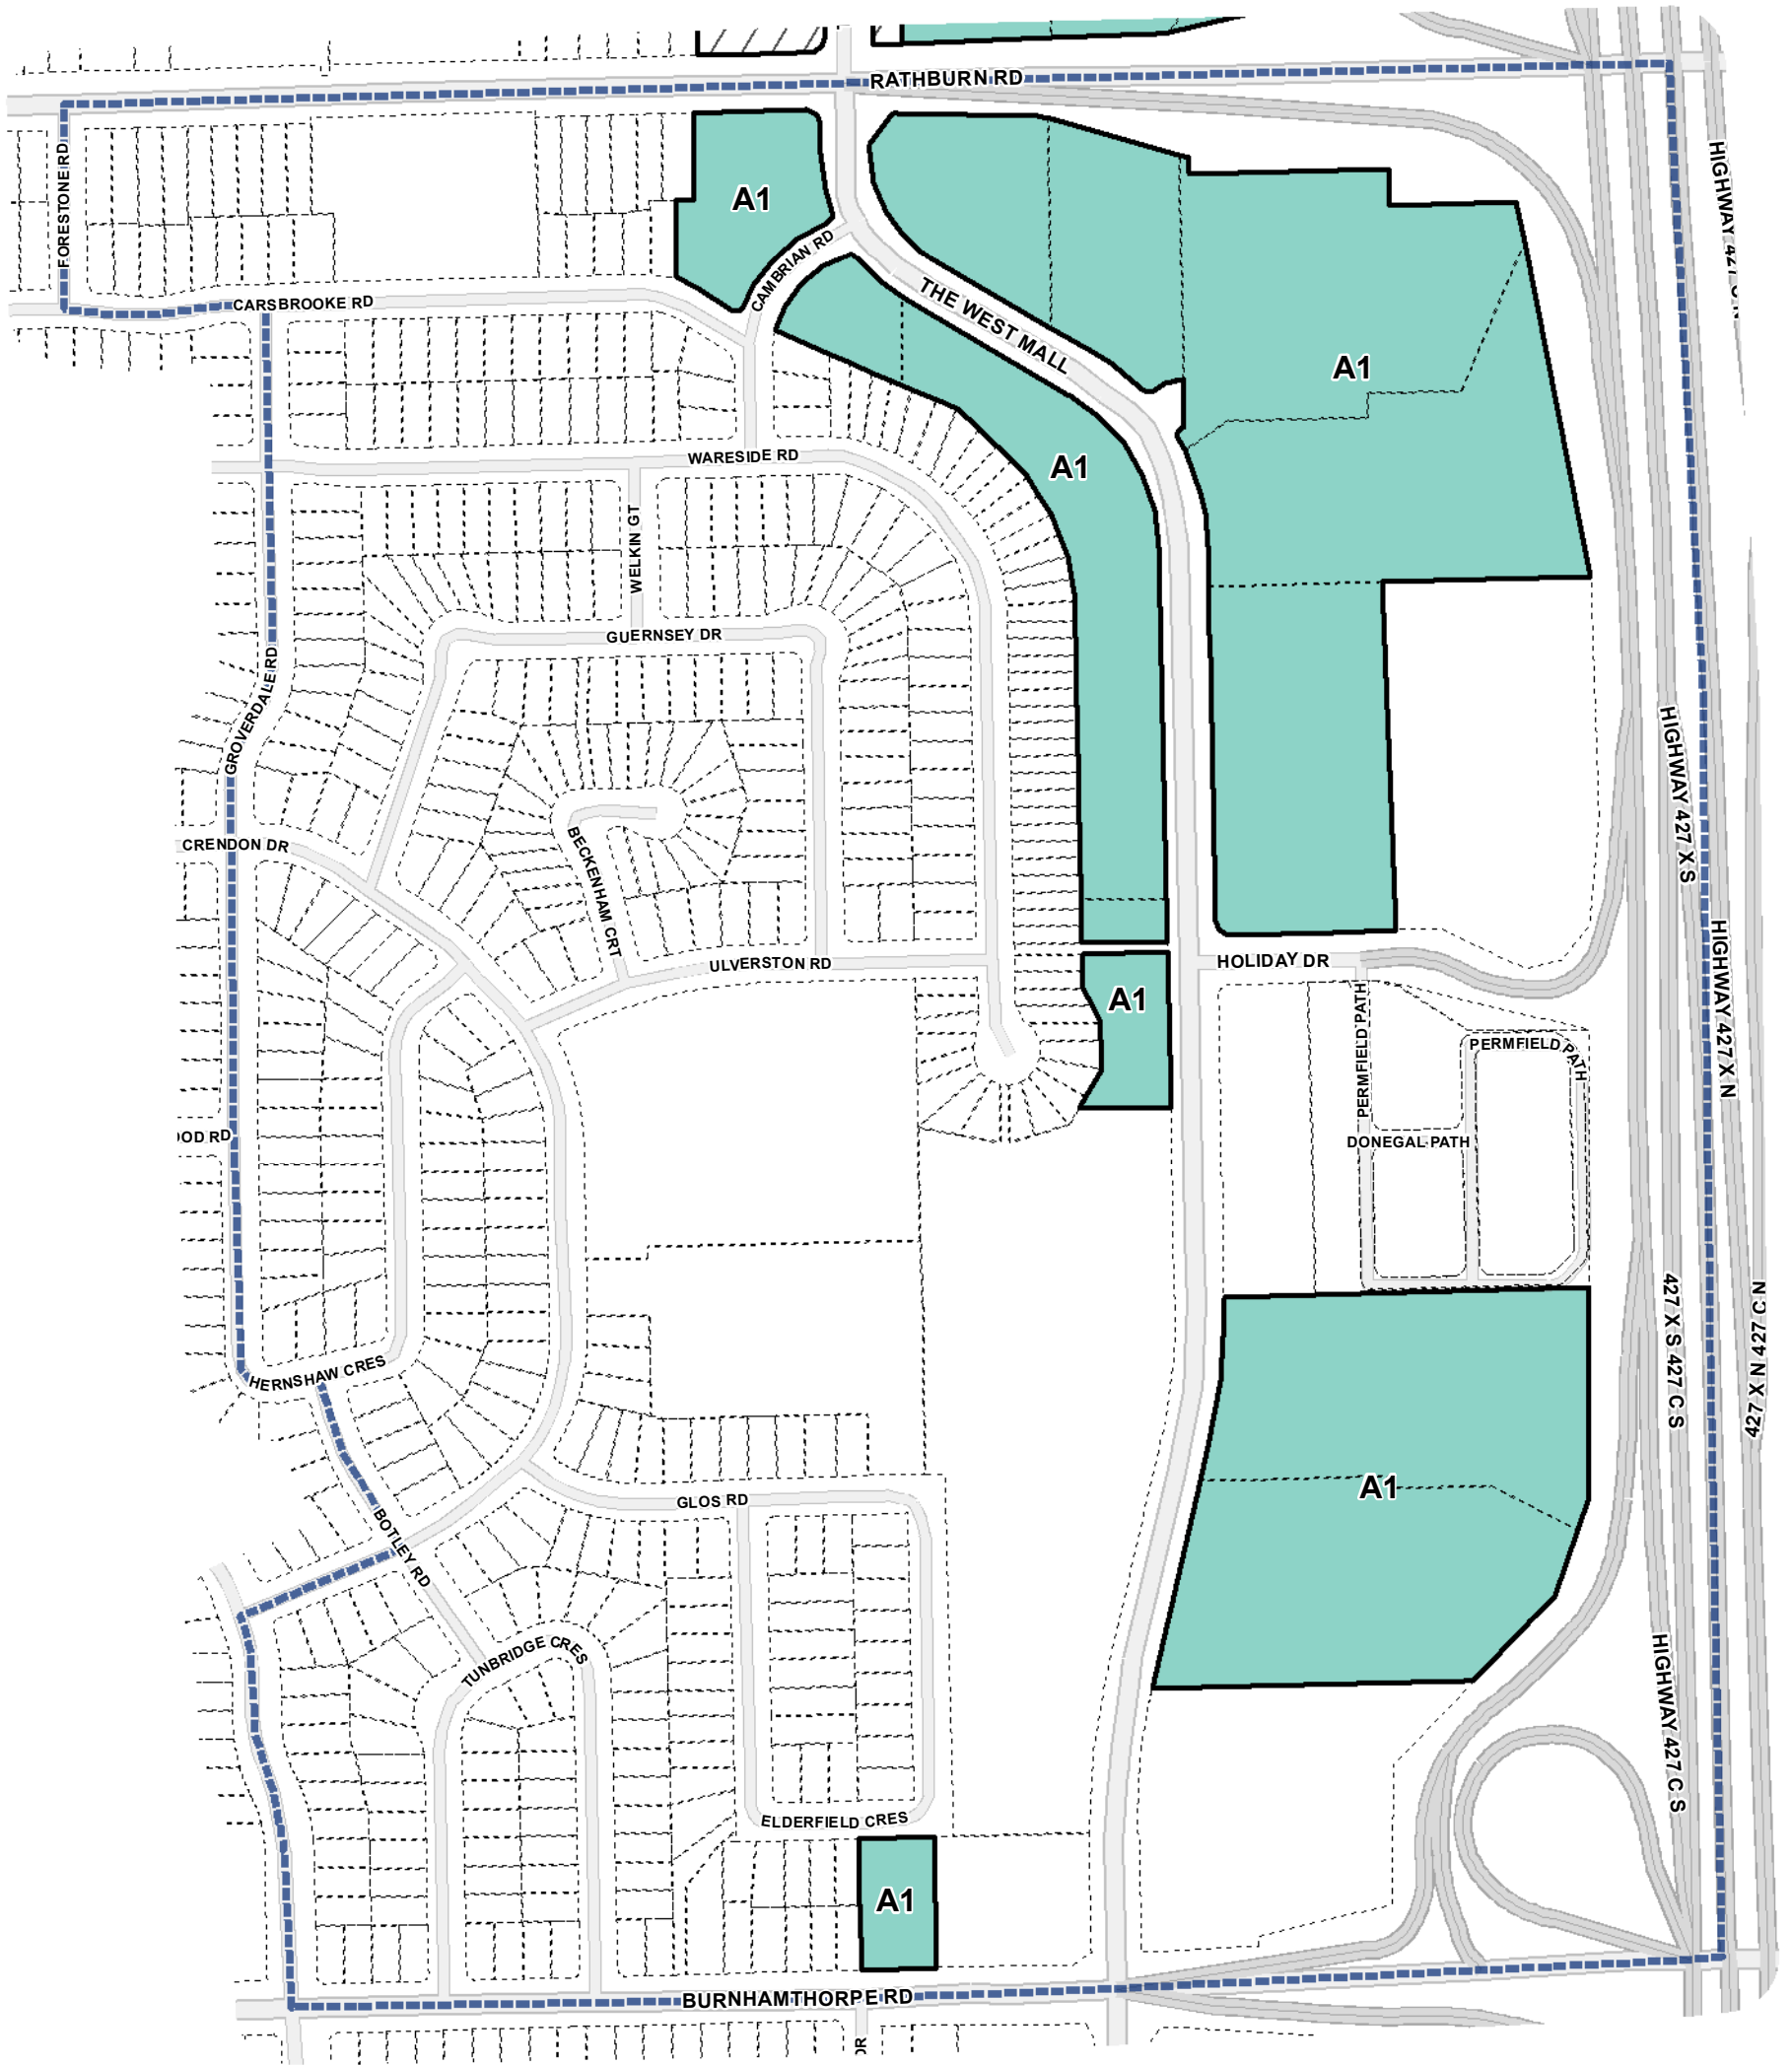 RATHBURN RD
HIGHWAY 427 C N
FORESTONE RD
A1
CAMBRIAN RD
CARSBROOKE RD
THE WEST MALL
A1
WARESIDE RD
A1
WELKIN GT
GUERNSEY DR
GROVERDALE RD
HIGHWAY 427 X S
CRENDON DR
BECKENHAM CRT
ULVERSTON RD
HOLIDAY DR
HIGHWAY 427 X N
A1
PERMFIELD PATH
PERMFIELD PATH
OOD RD
DONEGAL PATH
427 X S 427 C S
427 X N 427 C N
HERNSHAW CRES
A1
GLOS RD
BOTLEY RD
TUNBRIDGE CRES
HIGHWAY 427 C S
ELDERFIELD CRES
A1
BURNHAMTHORPE RD
DR